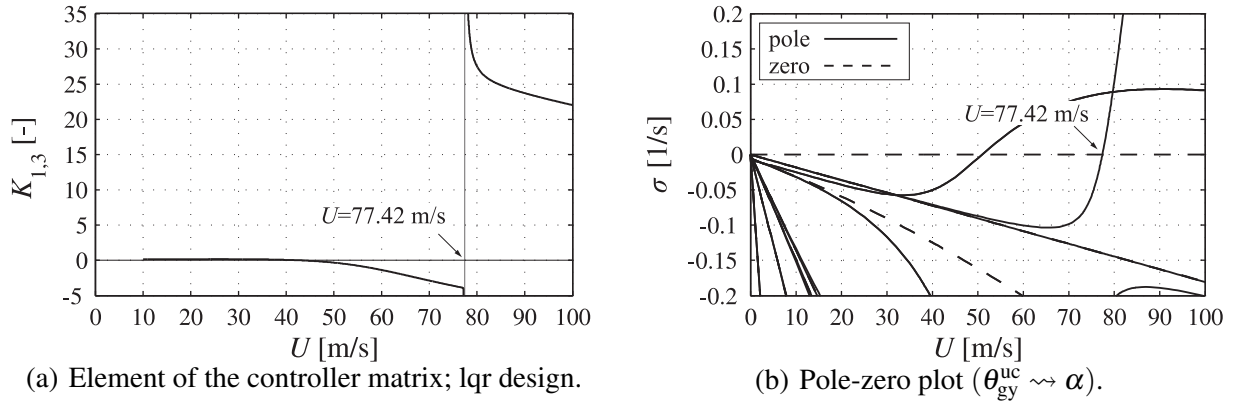 35
30
25
20
15
10
5
0
-5
K1,3 [-]
U=77.42 m/s
0 10 20 30 40 50 60 70 80 90 100
U [m/s]
(a) Element of the controller matrix; lqr design.
0.2
0.15
0.1
0.05
0
-0.05
-0.1
-0.15
-0.2
σ [1/s]
pole
zero
U=77.42 m/s
0 10 20 30 40 50 60 70 80 90 100
U [m/s]
(b) Pole-zero plot (θ^uc_gy ⇝ α).